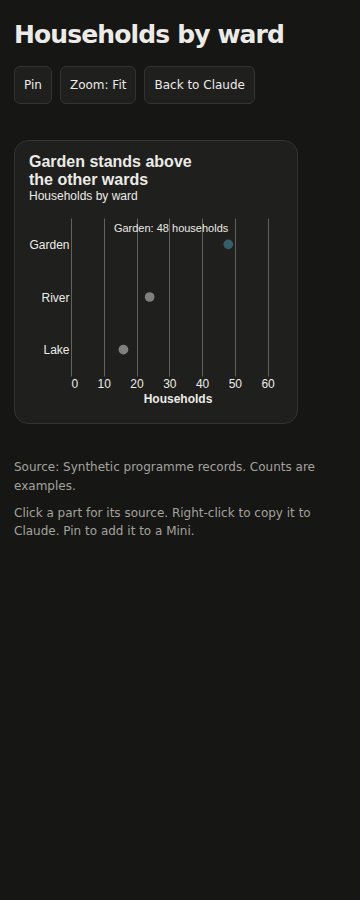 Households by ward
Pin
Zoom: Fit
Back to Claude
Garden stands above
the other wards
Households by ward
Garden: 48 households
Garden
River
Lake
0 10 20 30 40 50 60
Households
Source: Synthetic programme records. Counts are
examples.
Click a part for its source. Right-click to copy it to
Claude. Pin to add it to a Mini.